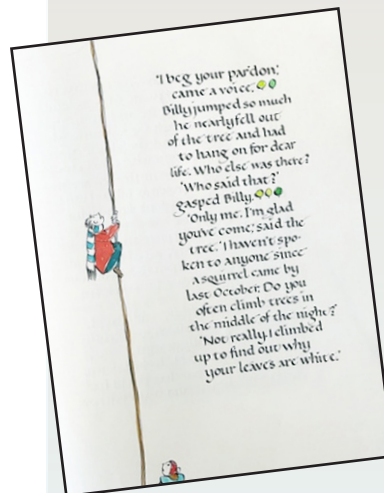 'I beg your pardon,'
came a voice.
Billy jumped so much
he nearly fell out
of the tree and had
to hang on for dear
life. Who else was there?
'Who said that?'
gasped Billy.
'Only me. I'm glad
you've come,' said the
tree. 'I haven't spo-
ken to anyone since
a squirrel came by
last October. Do you
often climb trees in
the middle of the night?'
'Not really. I climbed
up to find out why
your leaves are white.'